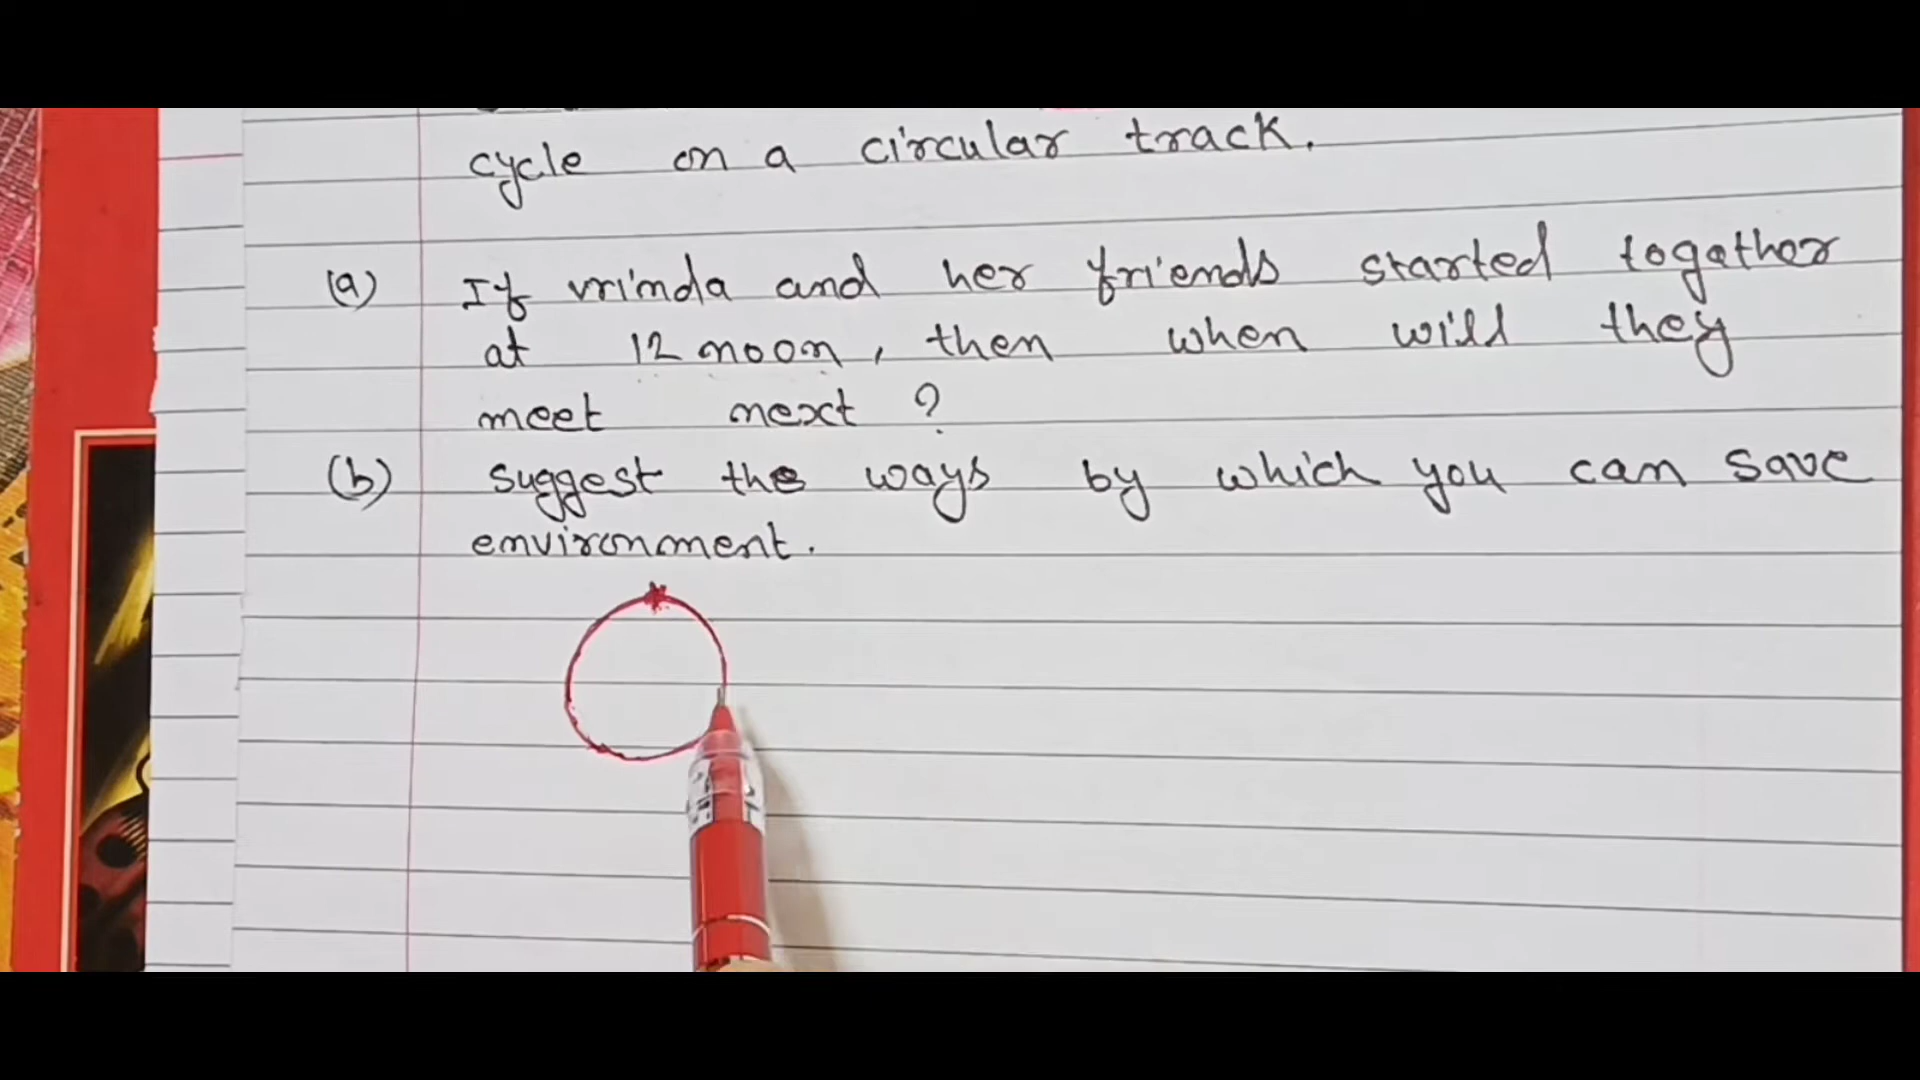 cycle on a circular track.
(a) If vrinda and her friends started togather
at 12 noon, then when will they
meet next ?
(b) suggest the ways by which you can save
environment.